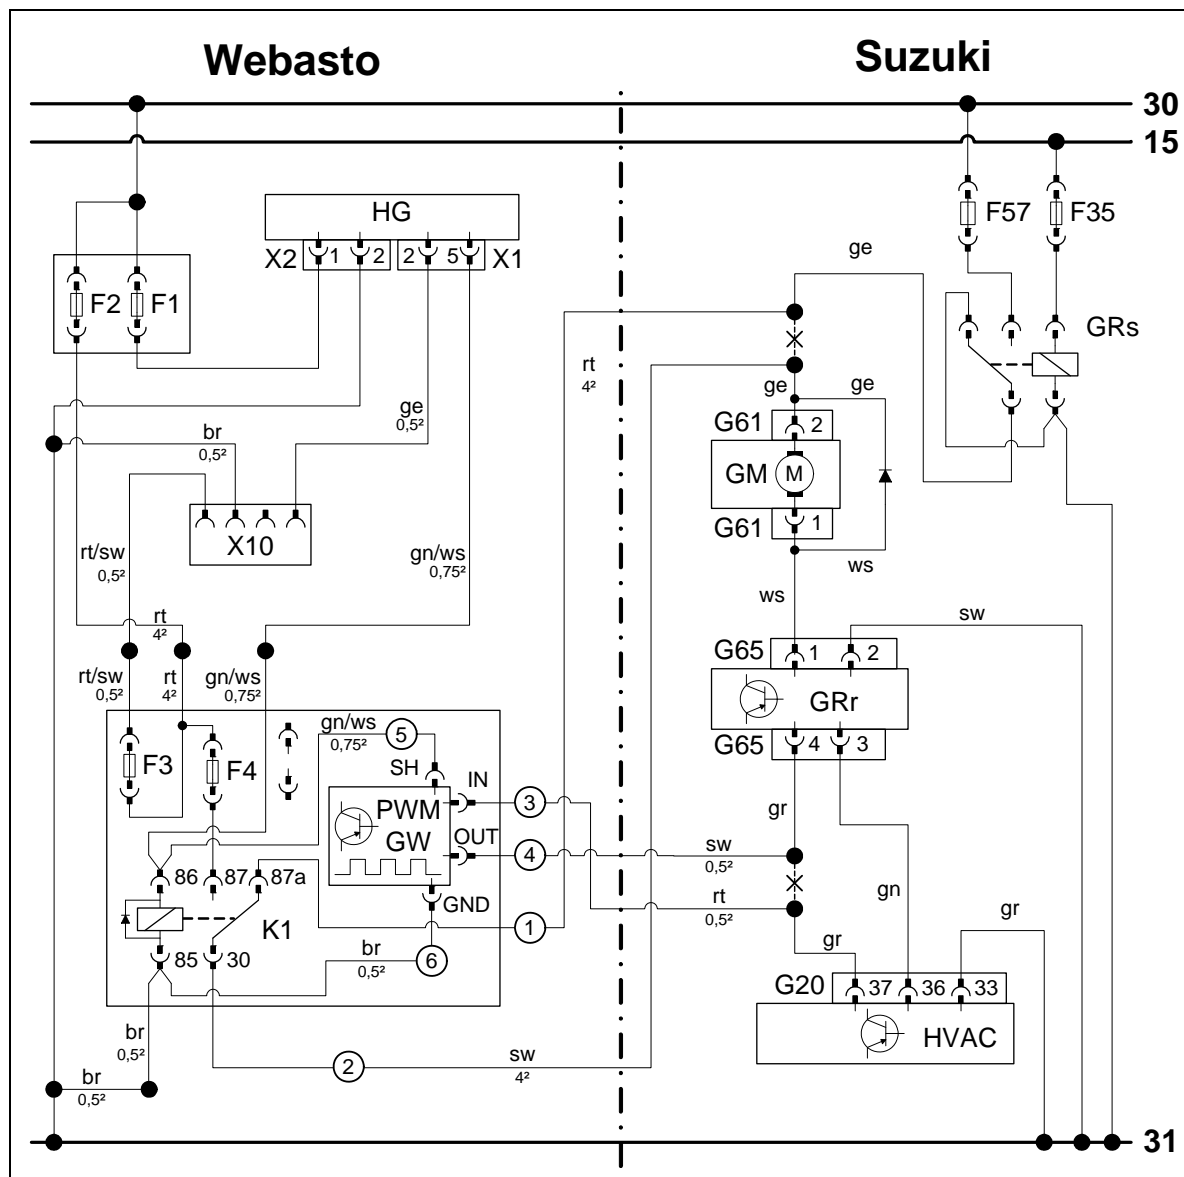 Webasto
Suzuki
30
15
HG
F57
F35
X2 1 2 2 5 X1
ge
F2 F1
GRs
rt
4²
ge
0,5²
ge ge
br
0,5²
G61 2
GM M
X10
G61 1
rt/sw
0,5²
gn/ws
0,75²
ws
ws
rt
4²
sw
rt/sw
0,5²
rt
4²
gn/ws
0,75²
G65 1 2
GRr
gn/ws
0,75²
5
G65 4 3
F3 F4
SH
IN
PWM
GW
3
OUT
gr
4
sw
0,5²
86 87 87a
GND
rt
0,5²
gn
gr
K1
1
85 30
br
0,5²
6
gr
G20 37 36 33
HVAC
br
0,5²
2
sw
4²
br
0,5²
31